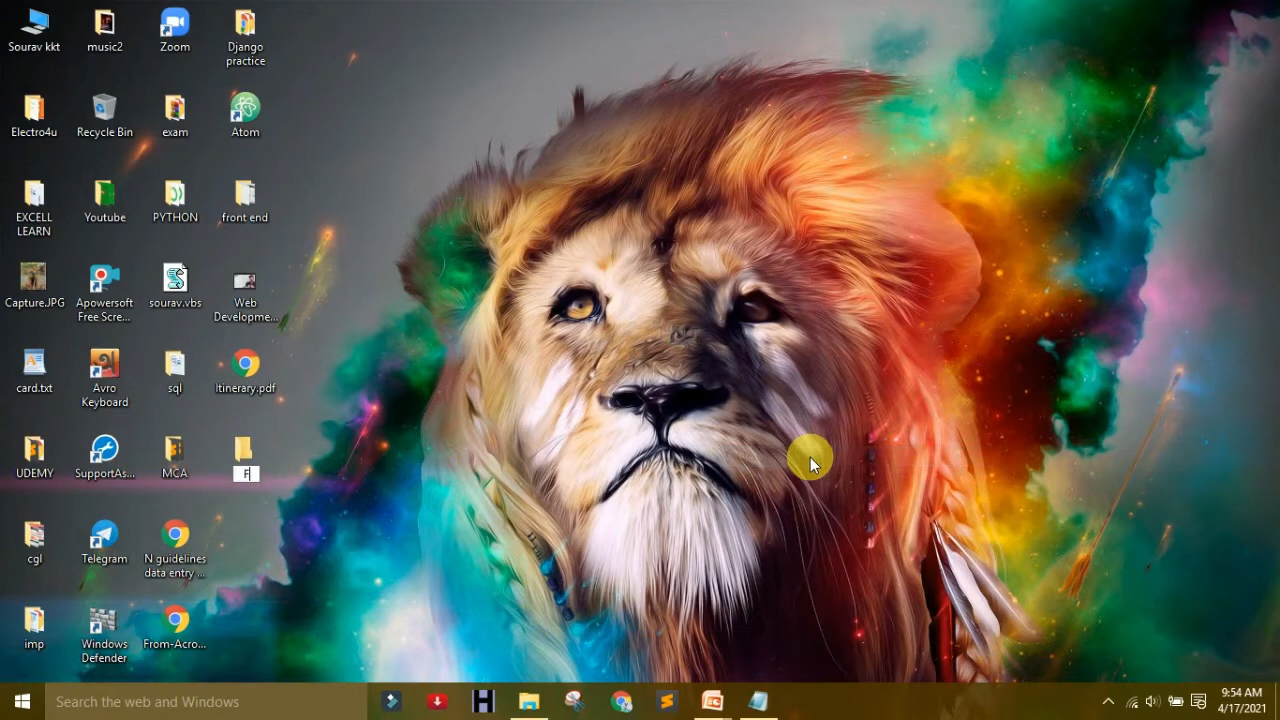 Sourav kkt
music2
Zoom
Django
practice
Electro4u
Recycle Bin
exam
Atom
EXCELL
LEARN
Youtube
PYTHON
front end
Capture.JPG
Apowersoft
Free Scre...
sourav.vbs
Web
Developme...
card.txt
Avro
Keyboard
sql
Itinerary.pdf
UDEMY
SupportAs...
MCA
F
cgl
Telegram
N guidelines
data entry ...
imp
Windows
Defender
From-Acro...
Search the web and Windows
9:54 AM
4/17/2021